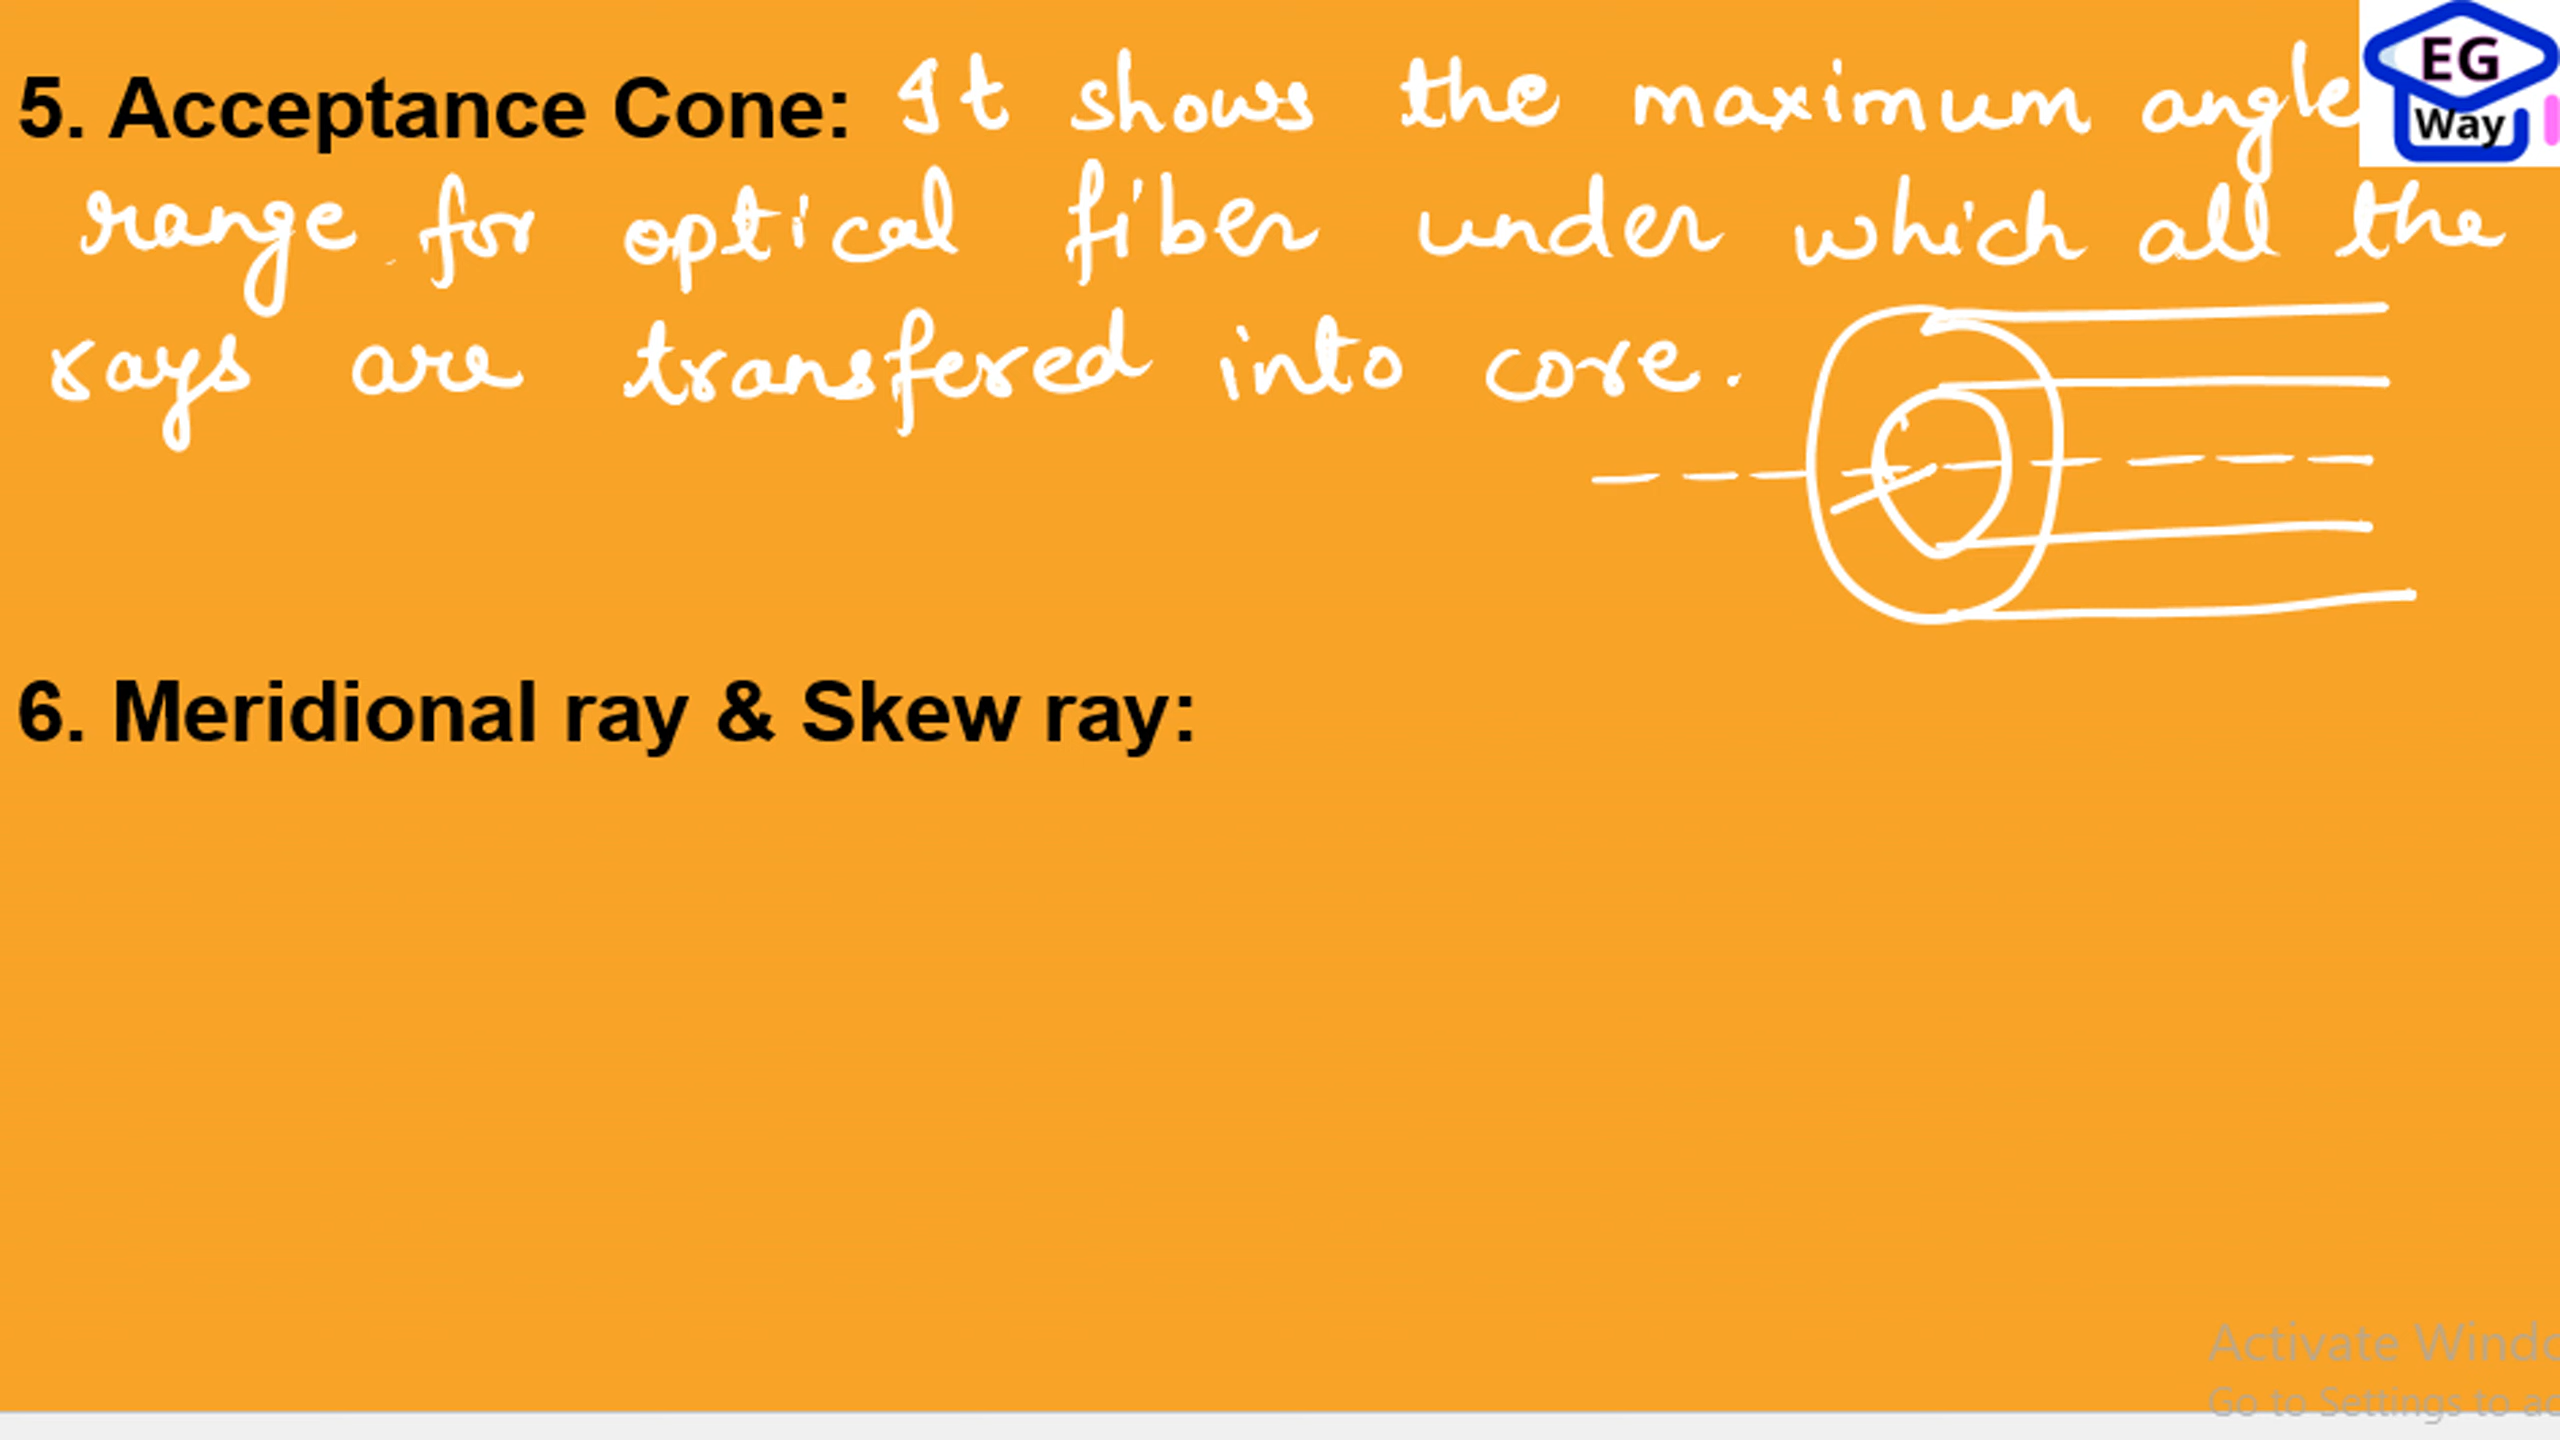 5. Acceptance Cone: It shows the maximum angle
range for optical fiber under which all the
rays are transfered into core.
6. Meridional ray & Skew ray:
EG
Way
Activate Windo
Go to Settings to ac